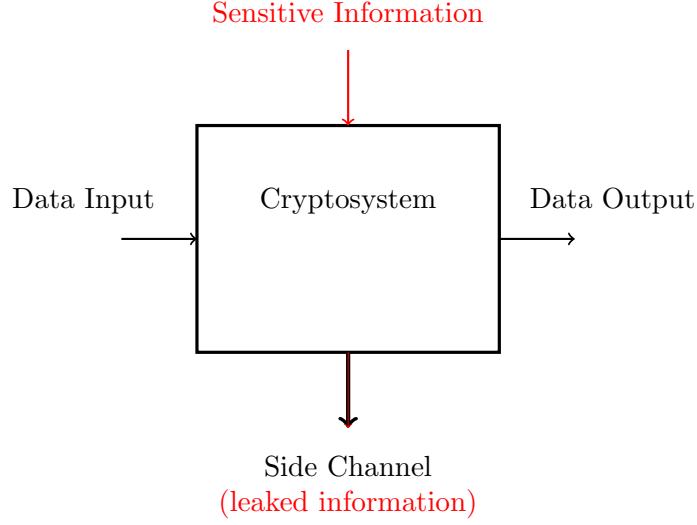 Sensitive Information
Data Input
Cryptosystem
Data Output
Side Channel
(leaked information)